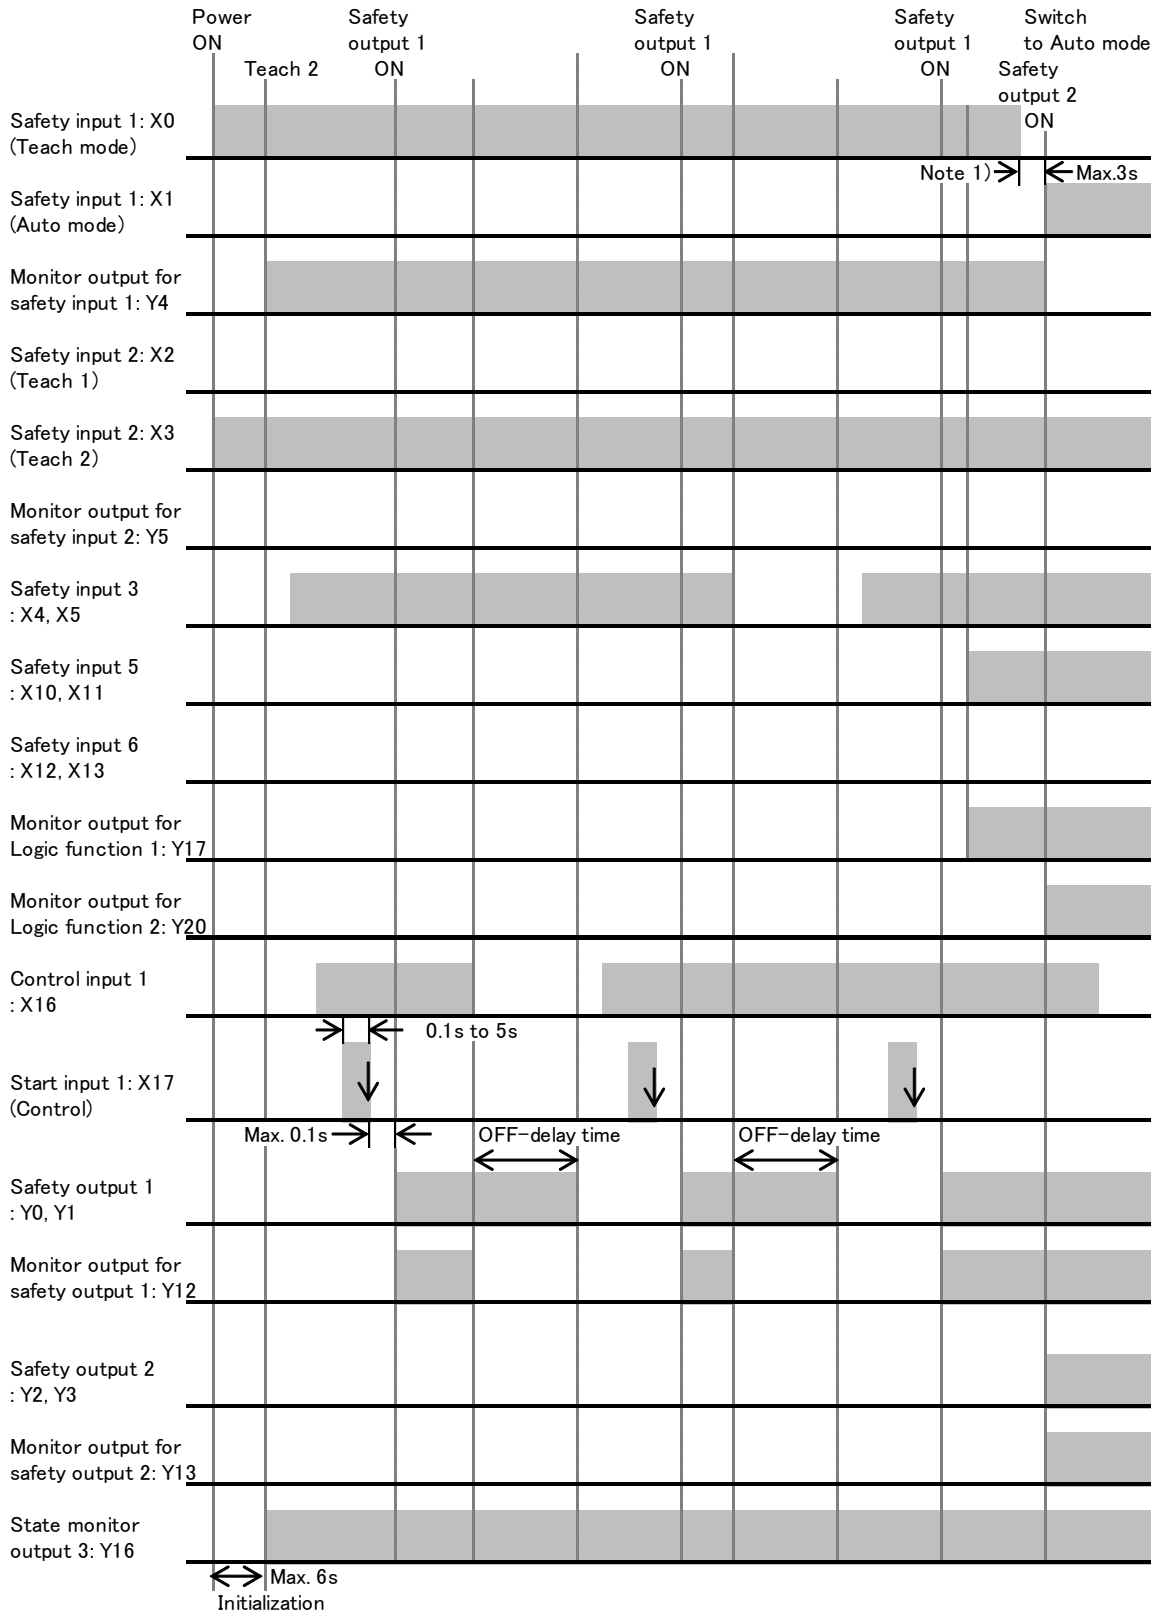 Power
ON
Teach 2
Safety
output 1
ON
Safety
output 1
ON
Safety
output 1
ON
Switch
to Auto mode
Safety
output 2
ON
Safety input 1: X0
(Teach mode)
Note 1)
Max.3s
Safety input 1: X1
(Auto mode)
Monitor output for
safety input 1: Y4
Safety input 2: X2
(Teach 1)
Safety input 2: X3
(Teach 2)
Monitor output for
safety input 2: Y5
Safety input 3
: X4, X5
Safety input 5
: X10, X11
Safety input 6
: X12, X13
Monitor output for
Logic function 1: Y17
Monitor output for
Logic function 2: Y20
Control input 1
: X16
0.1s to 5s
Start input 1: X17
(Control)
Max. 0.1s
OFF-delay time
OFF-delay time
Safety output 1
: Y0, Y1
Monitor output for
safety output 1: Y12
Safety output 2
: Y2, Y3
Monitor output for
safety output 2: Y13
State monitor
output 3: Y16
Max. 6s
Initialization